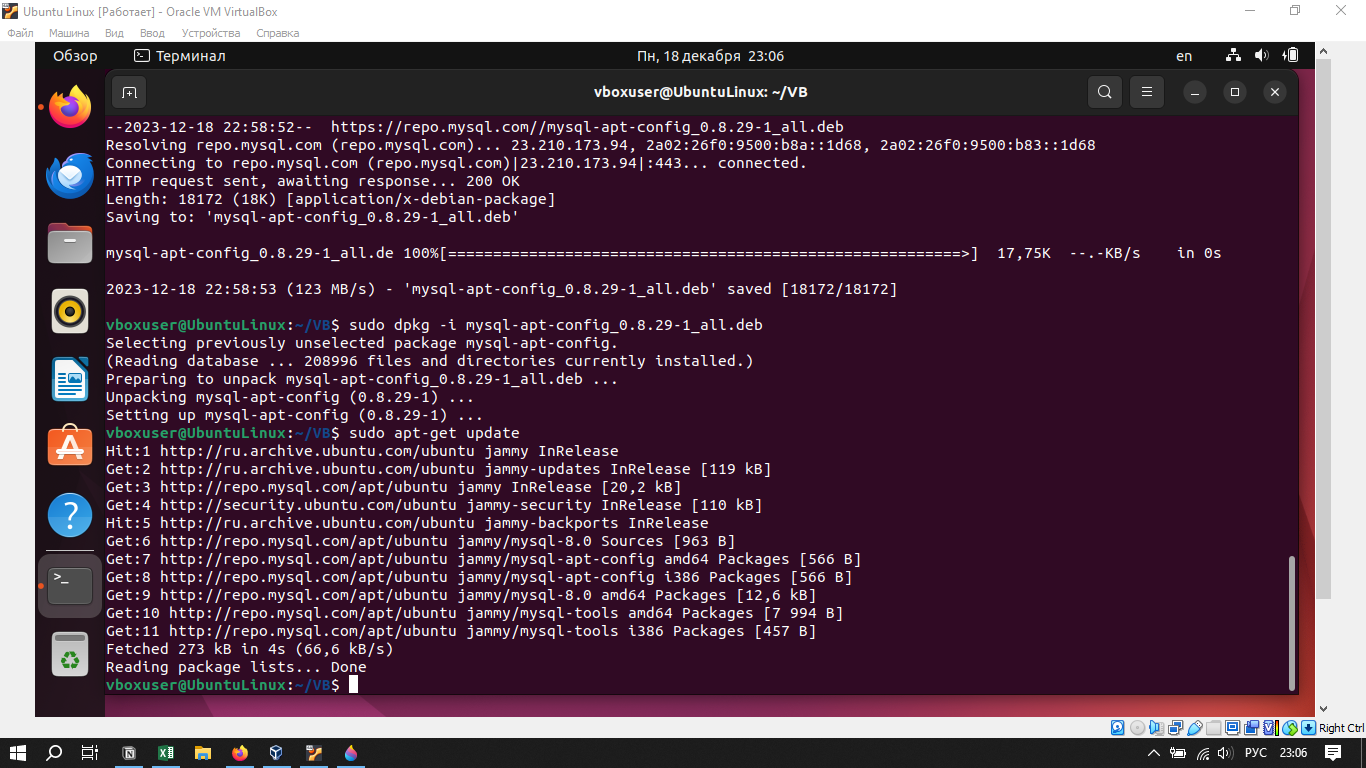 Ubuntu Linux [Работает] - Oracle VM VirtualBox
Файл Машина Вид Ввод Устройства Справка
Обзор Терминал Пн, 18 декабря 23:06 en
vboxuser@UbuntuLinux: ~/VB
--2023-12-18 22:58:52-- https://repo.mysql.com//mysql-apt-config_0.8.29-1_all.deb
Resolving repo.mysql.com (repo.mysql.com)... 23.210.173.94, 2a02:26f0:9500:b8a::1d68, 2a02:26f0:9500:b83::1d68
Connecting to repo.mysql.com (repo.mysql.com)|23.210.173.94|:443... connected.
HTTP request sent, awaiting response... 200 OK
Length: 18172 (18K) [application/x-debian-package]
Saving to: 'mysql-apt-config_0.8.29-1_all.deb'
mysql-apt-config_0.8.29-1_all.de 100%[=========================================================>] 17,75K --.-KB/s in 0s
2023-12-18 22:58:53 (123 MB/s) - 'mysql-apt-config_0.8.29-1_all.deb' saved [18172/18172]
vboxuser@UbuntuLinux:~/VB$ sudo dpkg -i mysql-apt-config_0.8.29-1_all.deb
Selecting previously unselected package mysql-apt-config.
(Reading database ... 208996 files and directories currently installed.)
Preparing to unpack mysql-apt-config_0.8.29-1_all.deb ...
Unpacking mysql-apt-config (0.8.29-1) ...
Setting up mysql-apt-config (0.8.29-1) ...
vboxuser@UbuntuLinux:~/VB$ sudo apt-get update
Hit:1 http://ru.archive.ubuntu.com/ubuntu jammy InRelease
Get:2 http://ru.archive.ubuntu.com/ubuntu jammy-updates InRelease [119 kB]
Get:3 http://repo.mysql.com/apt/ubuntu jammy InRelease [20,2 kB]
Get:4 http://security.ubuntu.com/ubuntu jammy-security InRelease [110 kB]
Hit:5 http://ru.archive.ubuntu.com/ubuntu jammy-backports InRelease
Get:6 http://repo.mysql.com/apt/ubuntu jammy/mysql-8.0 Sources [963 B]
Get:7 http://repo.mysql.com/apt/ubuntu jammy/mysql-apt-config amd64 Packages [566 B]
Get:8 http://repo.mysql.com/apt/ubuntu jammy/mysql-apt-config i386 Packages [566 B]
Get:9 http://repo.mysql.com/apt/ubuntu jammy/mysql-8.0 amd64 Packages [12,6 kB]
Get:10 http://repo.mysql.com/apt/ubuntu jammy/mysql-tools amd64 Packages [7 994 B]
Get:11 http://repo.mysql.com/apt/ubuntu jammy/mysql-tools i386 Packages [457 B]
Fetched 273 kB in 4s (66,6 kB/s)
Reading package lists... Done
vboxuser@UbuntuLinux:~/VB$
Right Ctrl
РУС 23:06